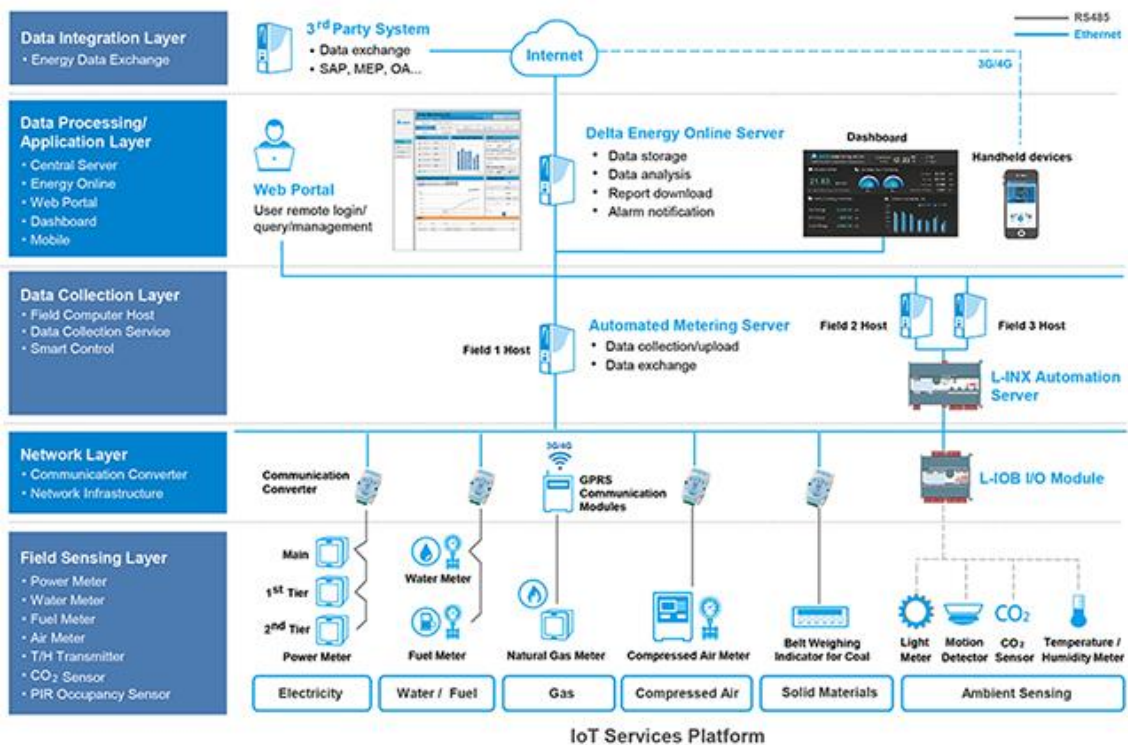 RS485
Ethernet
Data Integration Layer
• Energy Data Exchange
3rd Party System
• Data exchange
• SAP, MEP, OA...
Internet
3G/4G
Data Processing/
Application Layer
• Central Server
• Energy Online
• Web Portal
• Dashboard
• Mobile
Web Portal
User remote login/
query/management
Delta Energy Online Server
• Data storage
• Data analysis
• Report download
• Alarm notification
Dashboard
21.83
Handheld devices
Data Collection Layer
• Field Computer Host
• Data Collection Service
• Smart Control
Field 1 Host
Automated Metering Server
• Data collection/upload
• Data exchange
Field 2 Host
Field 3 Host
L-INX Automation
Server
Network Layer
• Communication Converter
• Network Infrastructure
Communication
Converter
3G/4G
GPRS
Communication
Modules
L-IOB I/O Module
Field Sensing Layer
• Power Meter
• Water Meter
• Fuel Meter
• Air Meter
• T/H Transmitter
• CO2 Sensor
• PIR Occupancy Sensor
Main
1st Tier
2nd Tier
Power Meter
Water Meter
Fuel Meter
Natural Gas Meter
Compressed Air Meter
Belt Weighing
Indicator for Coal
Light
Meter
Motion
Detector
CO2
CO2
Sensor
Temperature /
Humidity Meter
Electricity
Water / Fuel
Gas
Compressed Air
Solid Materials
Ambient Sensing
IoT Services Platform